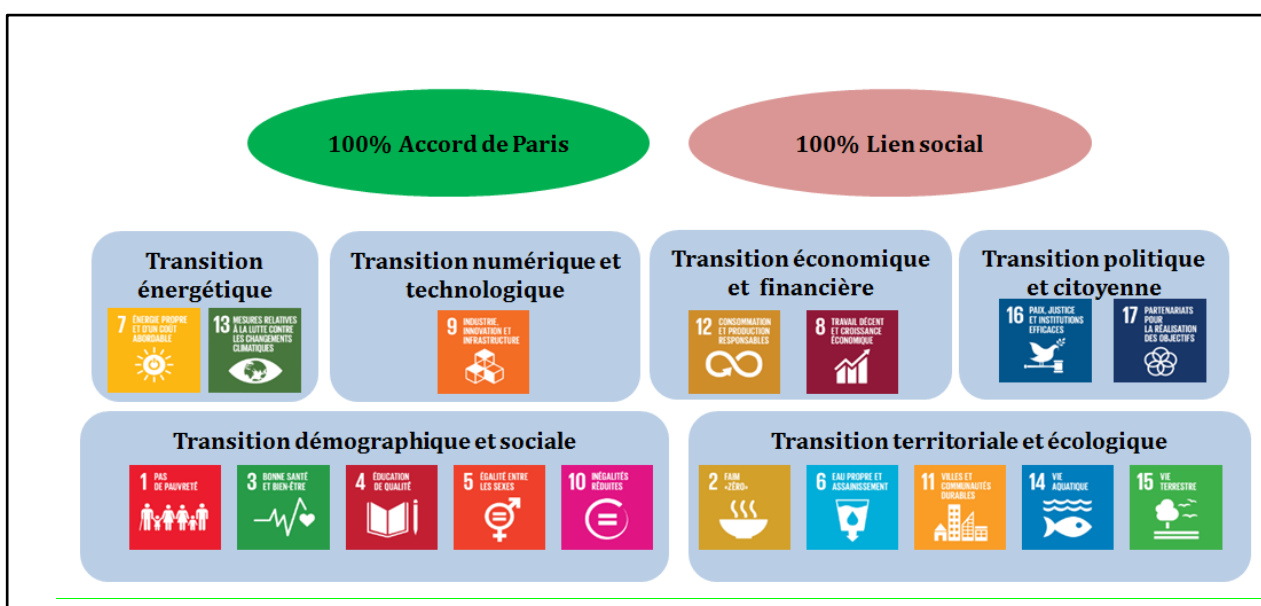 100% Accord de Paris
100% Lien social
Transition
énergétique
7 ÉNERGIE PROPRE
ET D'UN COÛT
ABORDABLE
13 MESURES RELATIVES
À LA LUTTE CONTRE
LES CHANGEMENTS
CLIMATIQUES
Transition numérique et
technologique
9 INDUSTRIE,
INNOVATION ET
INFRASTRUCTURE
Transition économique
et financière
12 CONSOMMATION
ET PRODUCTION
RESPONSABLES
8 TRAVAIL DÉCENT
ET CROISSANCE
ÉCONOMIQUE
Transition politique
et citoyenne
16 PAIX, JUSTICE
ET INSTITUTIONS
EFFICACES
17 PARTENARIATS
POUR
LA RÉALISATION
DES OBJECTIFS
Transition démographique et sociale
1 PAS
DE PAUVRETÉ
3 BONNE SANTÉ
ET BIEN-ÊTRE
4 ÉDUCATION
DE QUALITÉ
5 ÉGALITÉ ENTRE
LES SEXES
10 INÉGALITÉS
RÉDUITES
Transition territoriale et écologique
2 FAIM
«ZÉRO»
6 EAU PROPRE ET
ASSAINISSEMENT
11 VILLES ET
COMMUNAUTÉS
DURABLES
14 VIE
AQUATIQUE
15 VIE
TERRESTRE